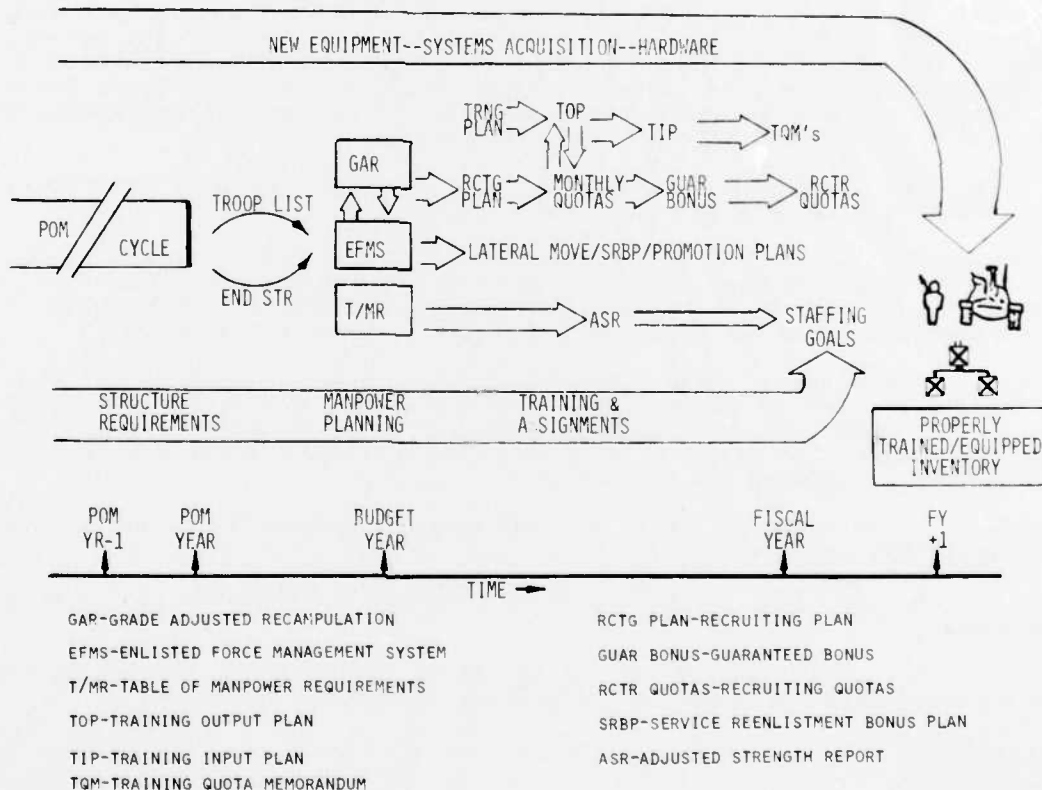 NEW EQUIPMENT--SYSTEMS ACQUISITION--HARDWARE
TRNG
PLAN
TOP
TIP
TQM's
GAR
RCTG
PLAN
MONTHLY
QUOTAS
GUAR
BONUS
RCTR
QUOTAS
TROOP LIST
POM
CYCLE
EFMS
LATERAL MOVE/SRBP/PROMOTION PLANS
END STR
T/MR
ASR
STAFFING
GOALS
STRUCTURE
REQUIREMENTS
MANPOWER
PLANNING
TRAINING &
A SIGNMENTS
PROPERLY
TRAINED/EQUIPPED
INVENTORY
POM
YR-1
POM
YEAR
BUDGET
YEAR
FISCAL
YEAR
FY
+1
TIME
GAR-GRADE ADJUSTED RECAMPULATION
EFMS-ENLISTED FORCE MANAGEMENT SYSTEM
T/MR-TABLE OF MANPOWER REQUIREMENTS
TOP-TRAINING OUTPUT PLAN
TIP-TRAINING INPUT PLAN
TQM-TRAINING QUOTA MEMORANDUM
RCTG PLAN-RECRUITING PLAN
GUAR BONUS-GUARANTEED BONUS
RCTR QUOTAS-RECRUITING QUOTAS
SRBP-SERVICE REENLISTMENT BONUS PLAN
ASR-ADJUSTED STRENGTH REPORT